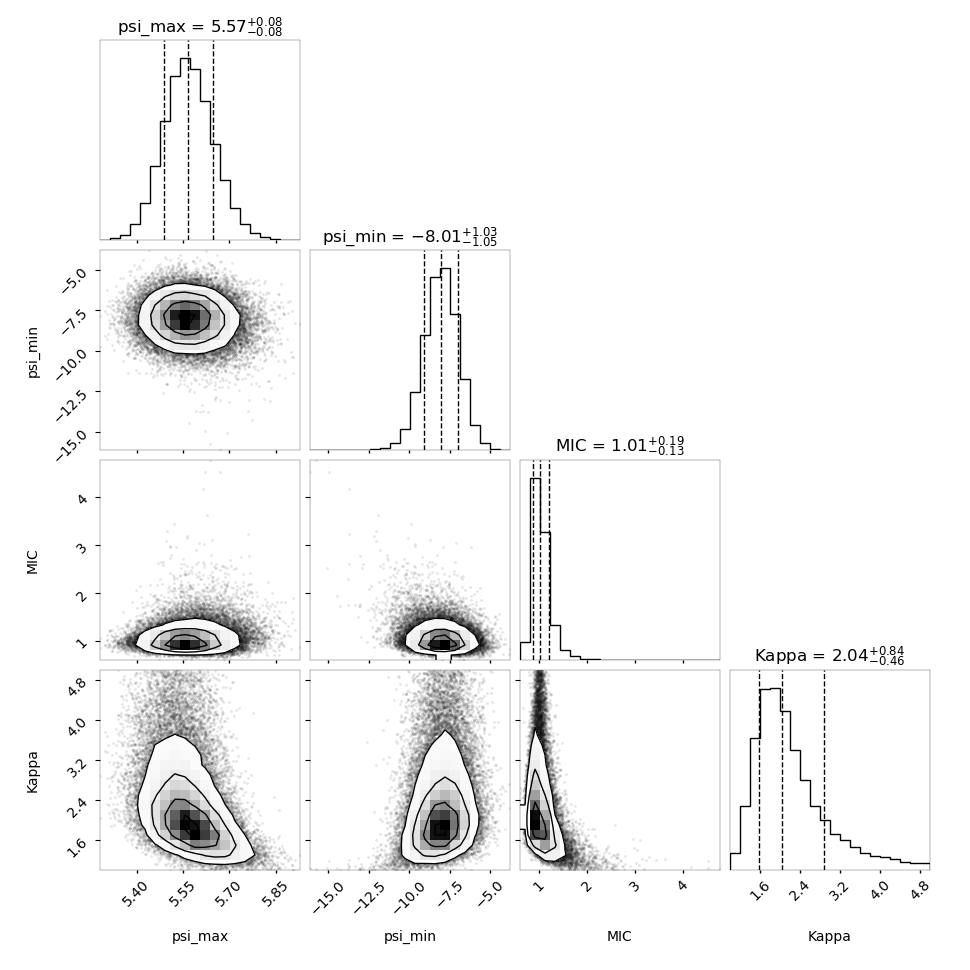 psi_max = 5.57+0.08−0.08
psi_min = −8.01+1.03−1.05
−5.0
−7.5
−10.0
−12.5
−15.0
psi_min
MIC = 1.01+0.19−0.13
4
3
2
1
MIC
Kappa = 2.04+0.84−0.46
4.8
4.0
3.2
2.4
1.6
Kappa
5.40 5.55 5.70 5.85
−15.0 −12.5 −10.0 −7.5 −5.0
1 2 3 4
1.6 2.4 3.2 4.0 4.8
psi_max psi_min MIC Kappa